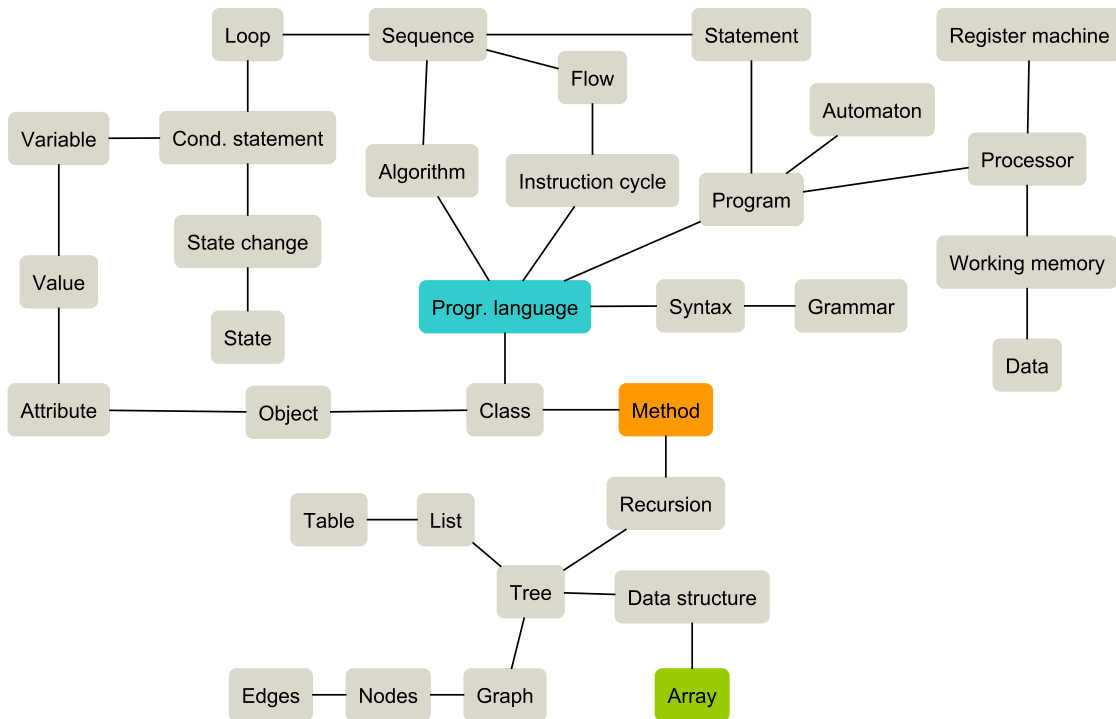 Loop
Sequence
Statement
Register machine
Flow
Automaton
Variable
Cond. statement
Algorithm
Instruction cycle
Program
Processor
State change
Value
Working memory
Progr. language
Syntax
Grammar
State
Data
Attribute
Object
Class
Method
Recursion
Table
List
Tree
Data structure
Edges
Nodes
Graph
Array